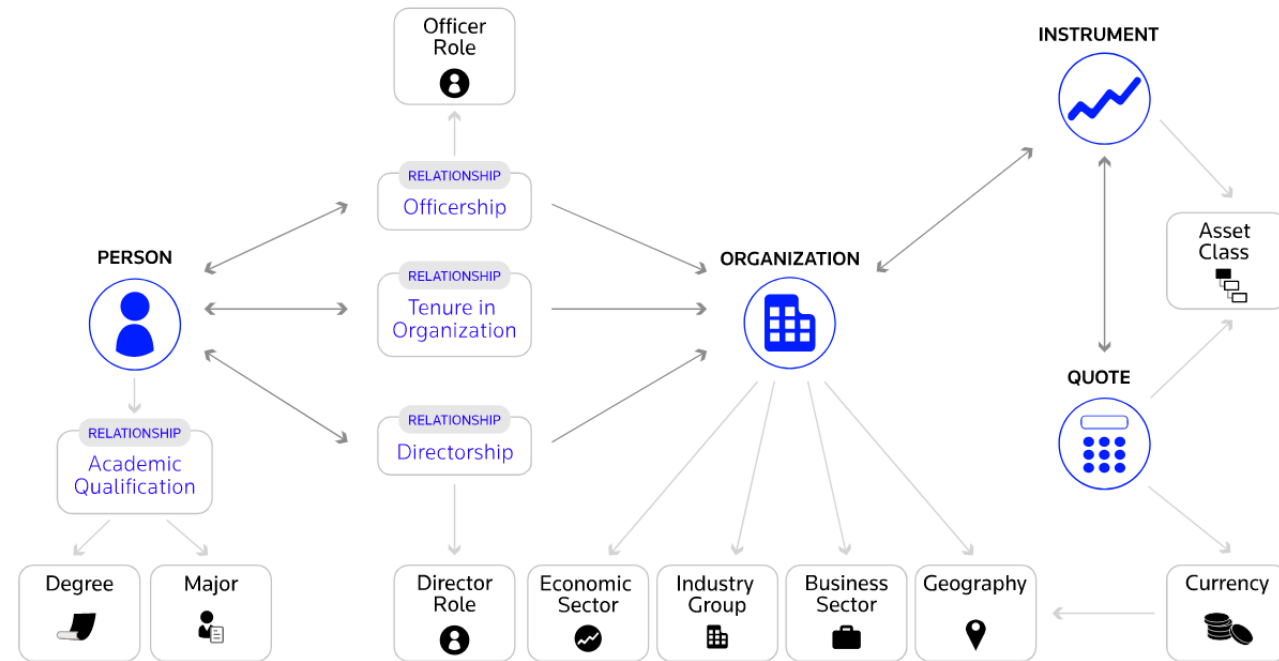 Officer
Role
INSTRUMENT
RELATIONSHIP
Officership
Asset
Class
PERSON
RELATIONSHIP
Tenure in
Organization
ORGANIZATION
QUOTE
RELATIONSHIP
Directorship
RELATIONSHIP
Academic
Qualification
Degree
Major
Director
Role
Economic
Sector
Industry
Group
Business
Sector
Geography
Currency